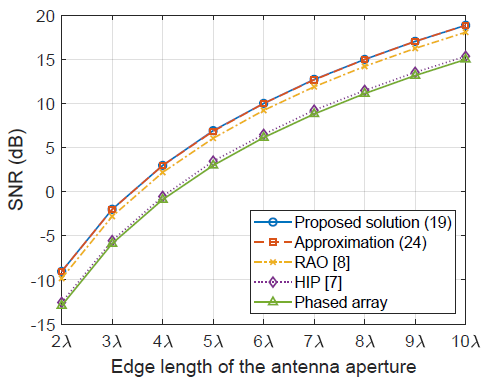 20
15
10
5
0
-5
-10
-15
SNR (dB)
Proposed solution (19)
Approximation (24)
RAO [8]
HIP [7]
Phased array
2λ 3λ 4λ 5λ 6λ 7λ 8λ 9λ 10λ
Edge length of the antenna aperture